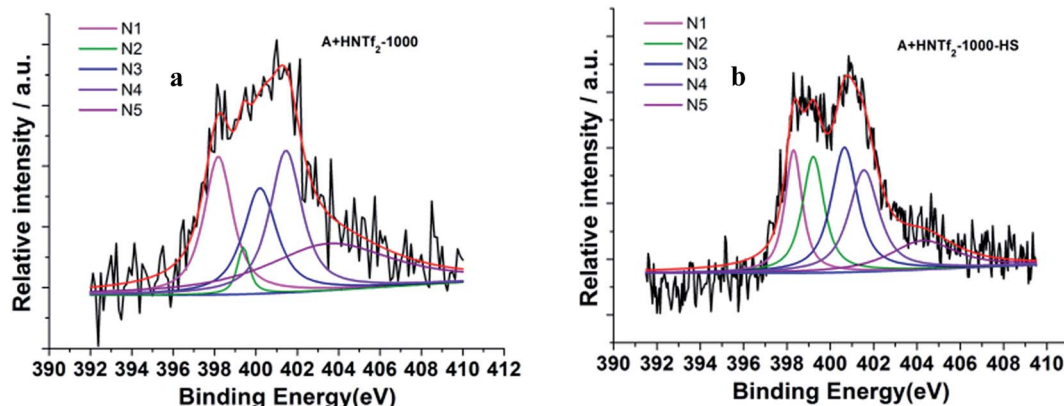 N1
N2
N3
N4
N5
a
A+HNTf2-1000
Relative intensity / a.u.
390 392 394 396 398 400 402 404 406 408 410 412
Binding Energy(eV)
N1
N2
N3
N4
N5
b
A+HNTf2-1000-HS
Relative intensity / a.u.
390 392 394 396 398 400 402 404 406 408 410
Binding Energy(eV)